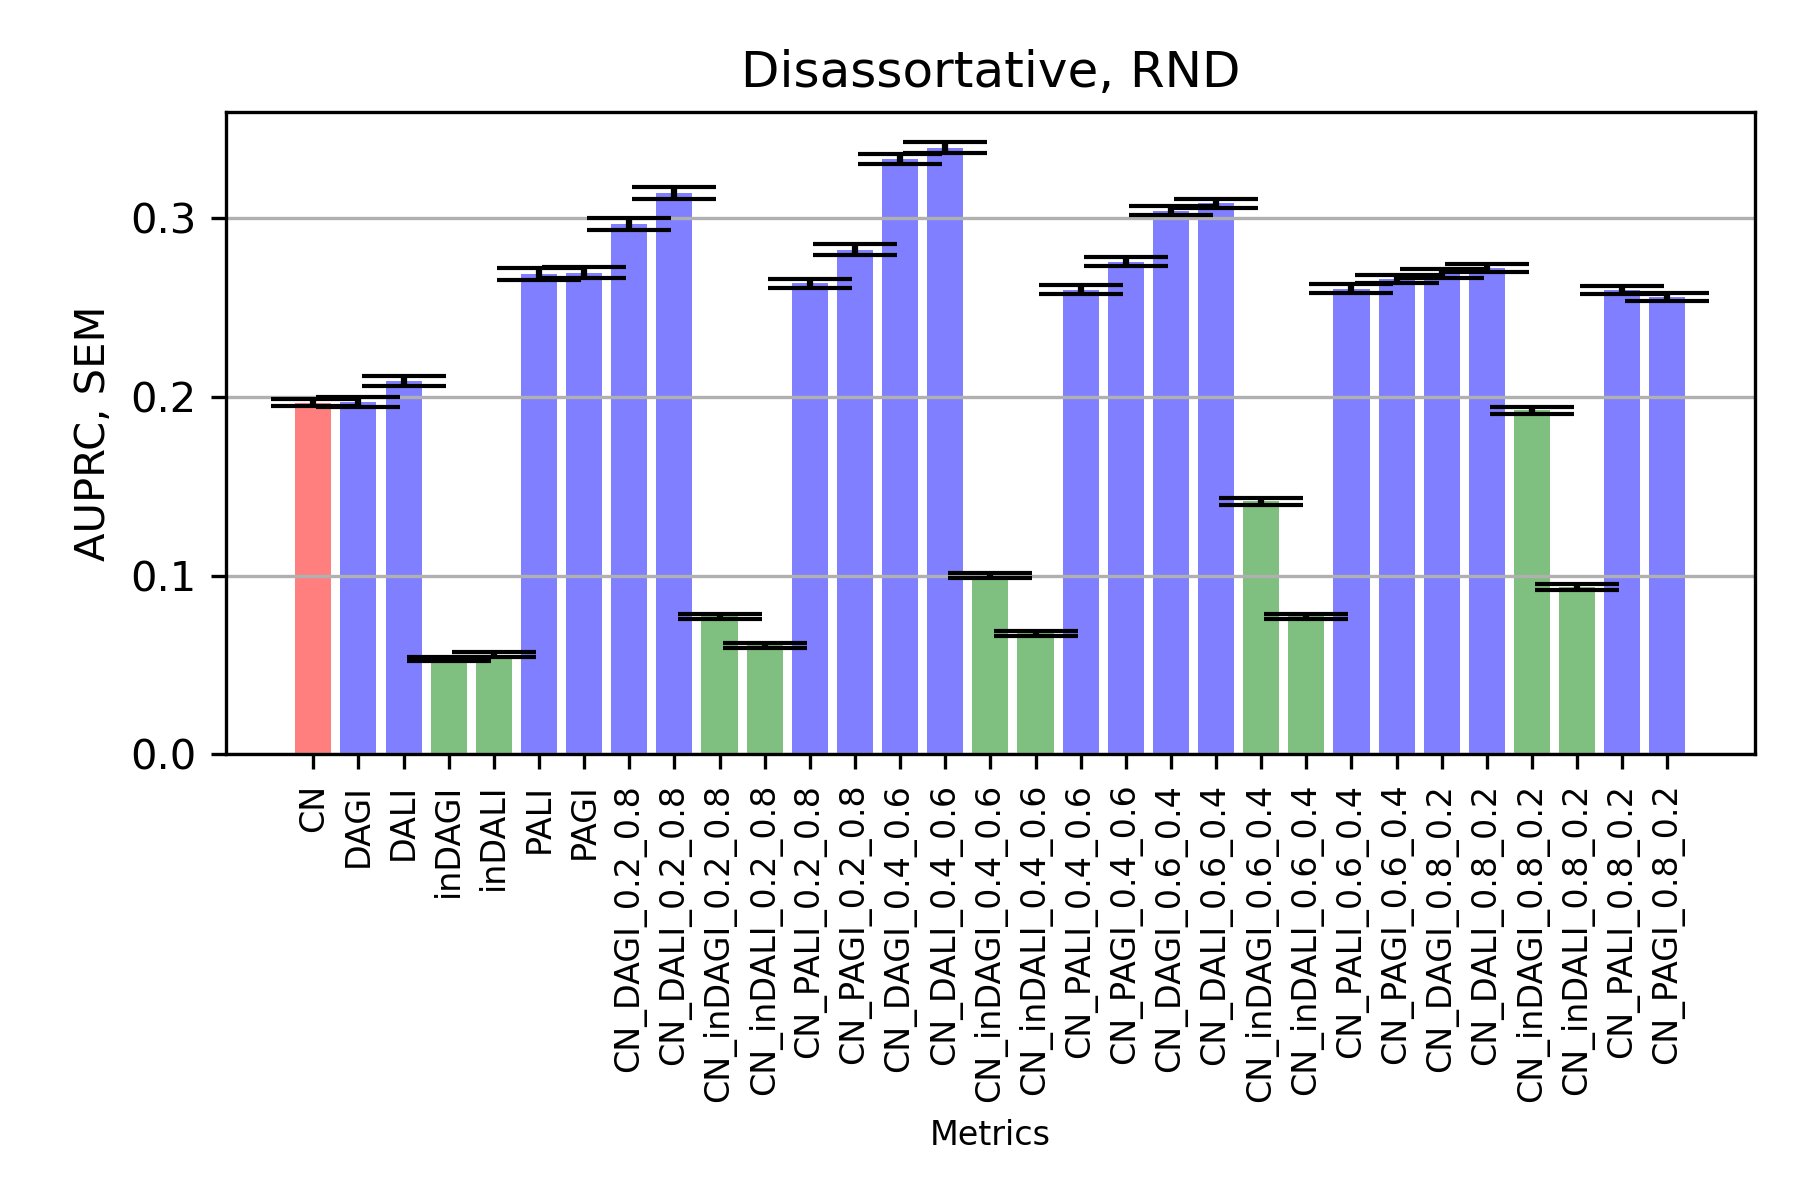 Disassortative, RND
AUPRC, SEM
0.3
0.2
0.1
0.0
CN
DAGI
DALI
inDAGI
inDALI
PALI
PAGI
CN_DAGI_0.2_0.8
CN_DALI_0.2_0.8
CN_inDAGI_0.2_0.8
CN_inDALI_0.2_0.8
CN_PALI_0.2_0.8
CN_PAGI_0.2_0.8
CN_DAGI_0.4_0.6
CN_DALI_0.4_0.6
CN_inDAGI_0.4_0.6
CN_inDALI_0.4_0.6
CN_PALI_0.4_0.6
CN_PAGI_0.4_0.6
CN_DAGI_0.6_0.4
CN_DALI_0.6_0.4
CN_inDAGI_0.6_0.4
CN_inDALI_0.6_0.4
CN_PALI_0.6_0.4
CN_PAGI_0.6_0.4
CN_DAGI_0.8_0.2
CN_DALI_0.8_0.2
CN_inDAGI_0.8_0.2
CN_inDALI_0.8_0.2
CN_PALI_0.8_0.2
CN_PAGI_0.8_0.2
Metrics